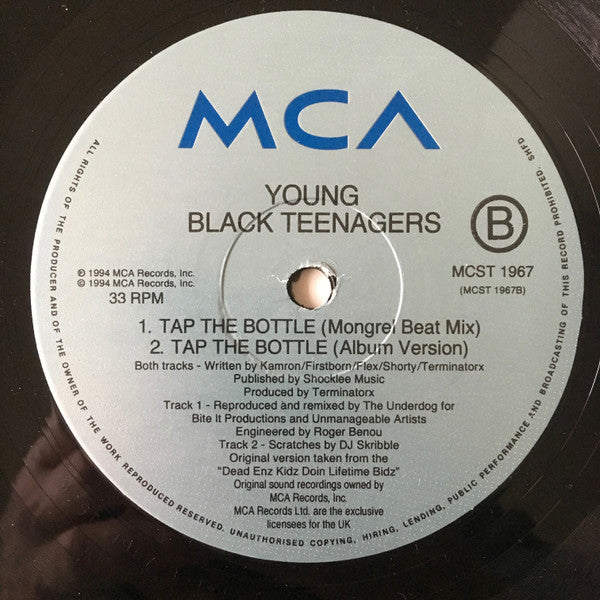 MCA
YOUNG
BLACK TEENAGERS
B
℗ 1994 MCA Records, Inc.
© 1994 MCA Records, Inc.
33 RPM
MCST 1967
(MCST 1967B)
1. TAP THE BOTTLE (Mongrel Beat Mix)
2. TAP THE BOTTLE (Album Version)
Both tracks - Written by Kamron/Firstborn/Flex/Shorty/Terminatorx
Published by Shocklee Music
Produced by Terminatorx
Track 1 - Reproduced and remixed by The Underdog for
Bite It Productions and Unmanageable Artists
Engineered by Roger Benou
Track 2 - Scratches by DJ Skribble
Original version taken from the
"Dead Enz Kidz Doin Lifetime Bidz"
Original sound recordings owned by
MCA Records, Inc.
MCA Records Ltd. are the exclusive
licensees for the UK
ALL RIGHTS OF THE PRODUCER AND OF THE OWNER OF THE WORK REPRODUCED RESERVED. UNAUTHORISED COPYING, HIRING, LENDING, PUBLIC PERFORMANCE AND BROADCASTING OF THIS RECORD PROHIBITED. SHFD